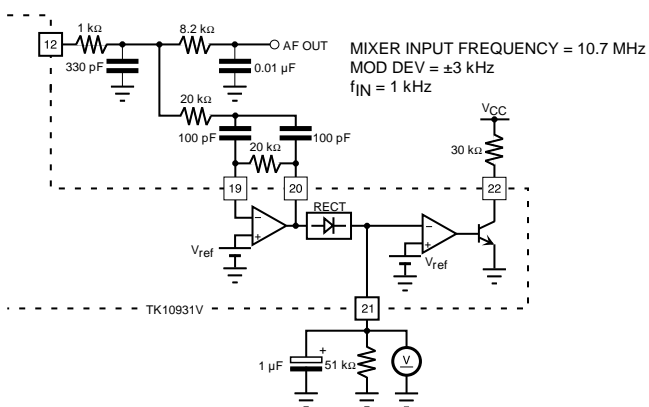 12
1 kΩ
8.2 kΩ
AF OUT
330 pF
0.01 µF
MIXER INPUT FREQUENCY = 10.7 MHz
MOD DEV = ±3 kHz
fIN = 1 kHz
20 kΩ
VCC
100 pF
100 pF
20 kΩ
30 kΩ
19
20
22
RECT
−
+
−
+
Vref
Vref
TK10931V
21
1 µF
+
51 kΩ
V